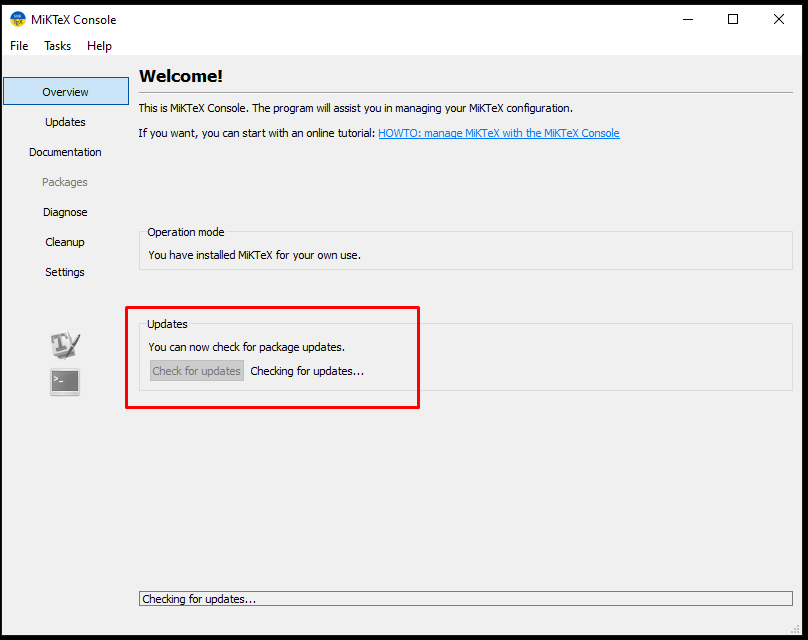 MiKTeX Console
File Tasks Help
Overview
Updates
Documentation
Packages
Diagnose
Cleanup
Settings
Welcome!
This is MiKTeX Console. The program will assist you in managing your MiKTeX configuration.
If you want, you can start with an online tutorial: HOWTO: manage MiKTeX with the MiKTeX Console
Operation mode
You have installed MiKTeX for your own use.
Updates
You can now check for package updates.
Check for updates Checking for updates...
Checking for updates...